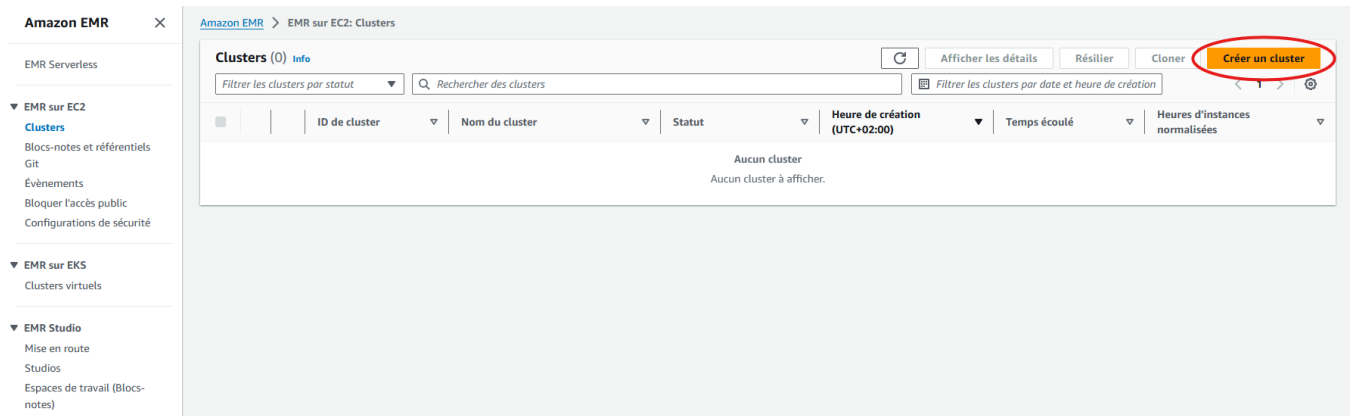 Amazon EMR
EMR Serverless
EMR sur EC2
Clusters
Blocs-notes et référentiels
Git
Évènements
Bloquer l'accès public
Configurations de sécurité
EMR sur EKS
Clusters virtuels
EMR Studio
Mise en route
Studios
Espaces de travail (Blocs-
notes)
Amazon EMR > EMR sur EC2: Clusters
Clusters (0) Info
Afficher les détails
Résilier
Cloner
Créer un cluster
Filtrer les clusters par statut
Rechercher des clusters
Filtrer les clusters par date et heure de création
< 1 >
ID de cluster
Nom du cluster
Statut
Heure de création
(UTC+02:00)
Temps écoulé
Heures d'instances
normalisées
Aucun cluster
Aucun cluster à afficher.